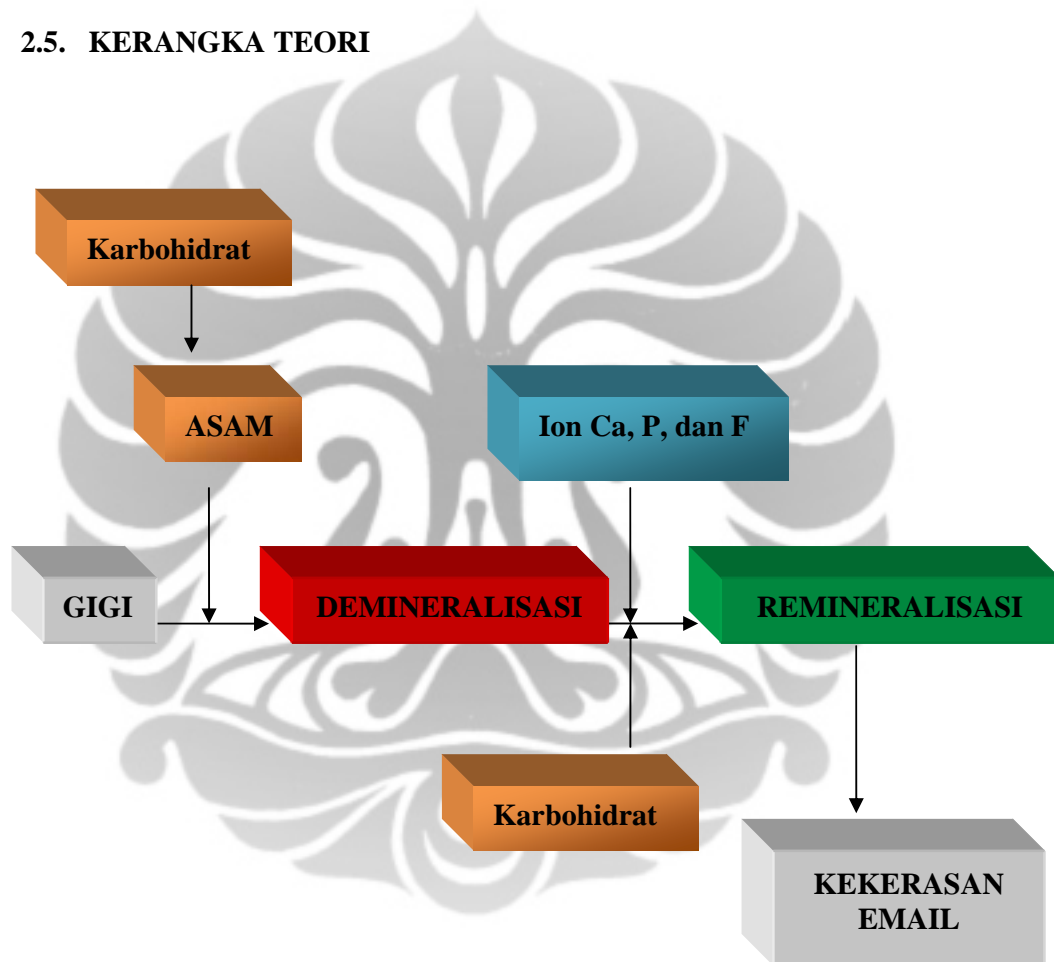 2.5. KERANGKA TEORI
Karbohidrat
ASAM
Ion Ca, P, dan F
GIGI
DEMINERALISASI
REMINERALISASI
Karbohidrat
KEKERASAN
EMAIL